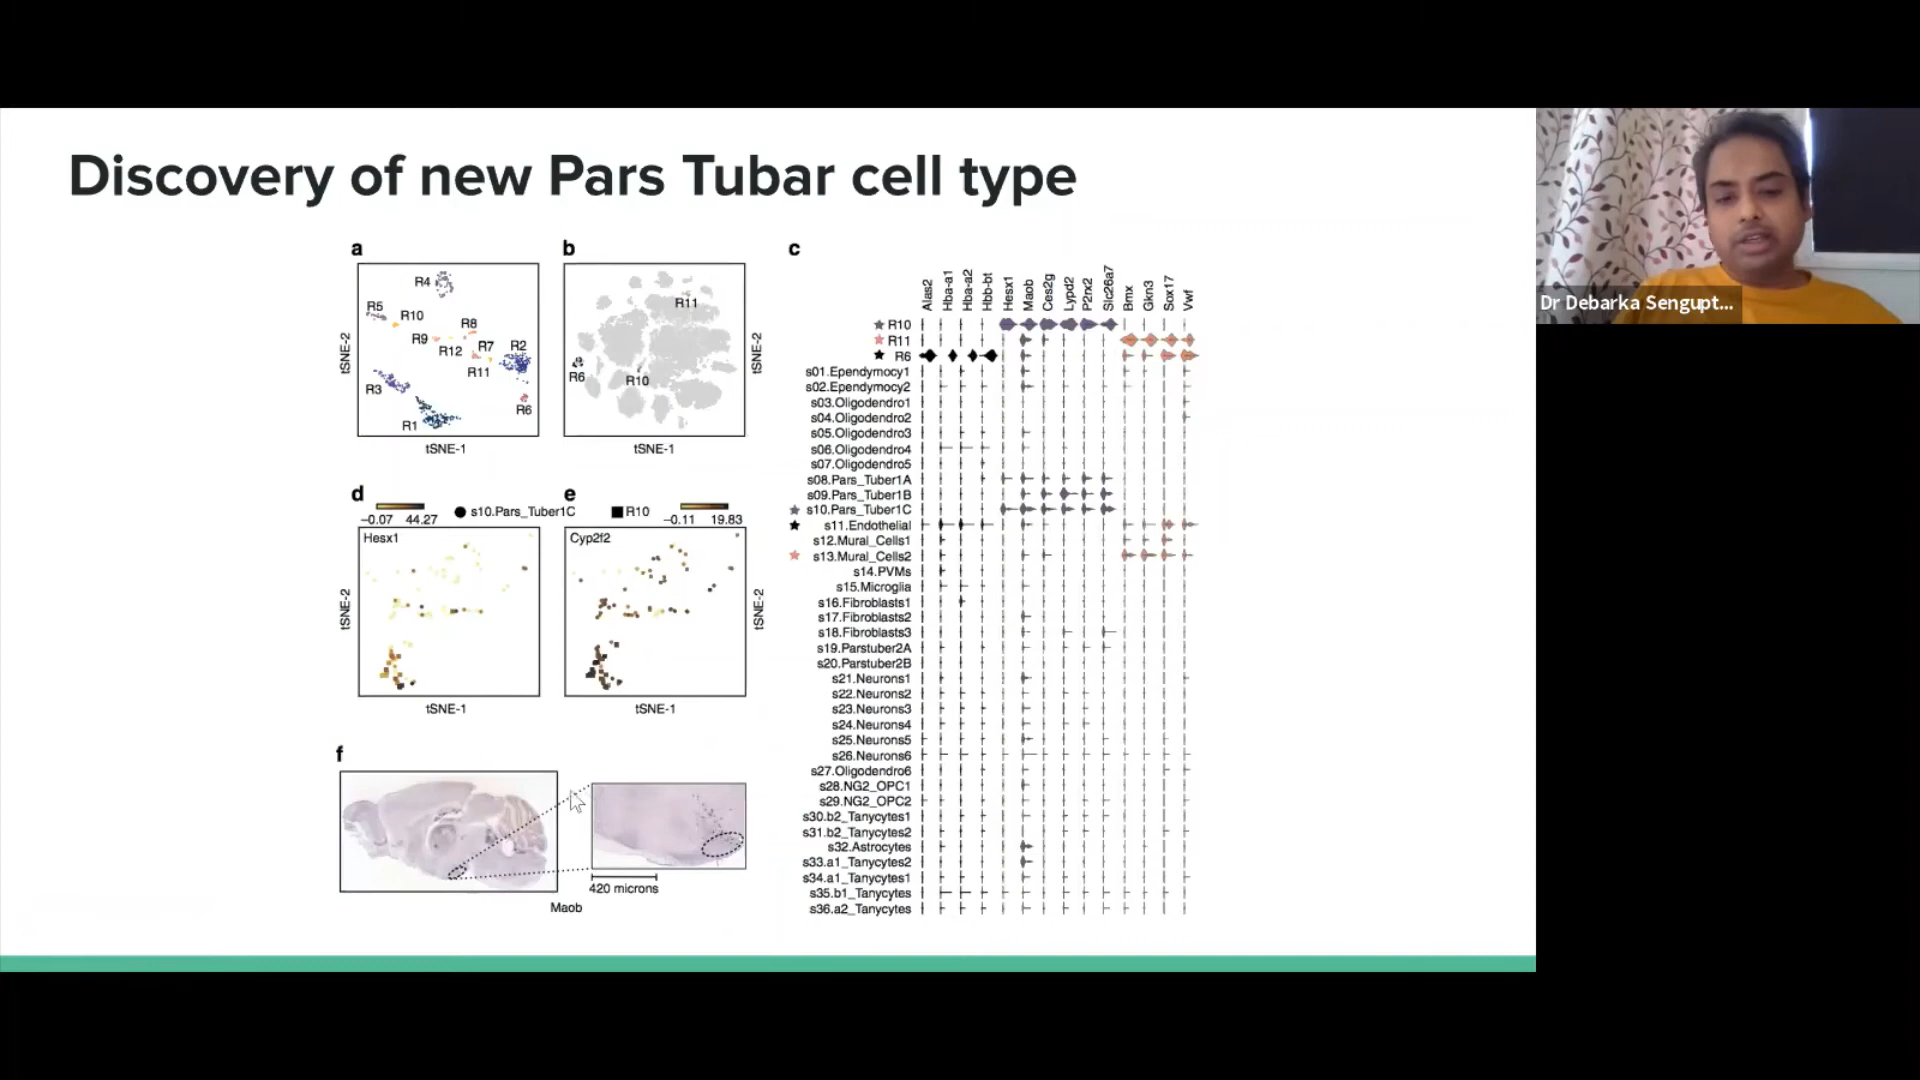 Discovery of new Pars Tubar cell type
Dr Debarka Sengupt...
a
R4
R5
R10
R8
R9
R12
R7
R2
R11
R3
R6
R1
tSNE-1
tSNE-2
b
R11
R6
R10
tSNE-1
tSNE-2
c
Alas2
Hba-a1
Hba-a2
Hbb-bt
Hesx1
Maob
Ces2g
Lypd2
P2rx2
Slc26a7
Bmx
Gkn3
Sox17
Vwf
R10
R11
R6
s01.Ependymocy1
s02.Ependymocy2
s03.Oligodendro1
s04.Oligodendro2
s05.Oligodendro3
s06.Oligodendro4
s07.Oligodendro5
s08.Pars_Tuber1A
s09.Pars_Tuber1B
s10.Pars_Tuber1C
s11.Endothelial
s12.Mural_Cells1
s13.Mural_Cells2
s14.PVMs
s15.Microglia
s16.Fibroblasts1
s17.Fibroblasts2
s18.Fibroblasts3
s19.Parstuber2A
s20.Parstuber2B
s21.Neurons1
s22.Neurons2
s23.Neurons3
s24.Neurons4
s25.Neurons5
s26.Neurons6
s27.Oligodendro6
s28.NG2_OPC1
s29.NG2_OPC2
s30.b2_Tanycytes1
s31.b2_Tanycytes2
s32.Astrocytes
s33.a1_Tanycytes2
s34.a1_Tanycytes1
s35.b1_Tanycytes
s36.a2_Tanycytes
d
−0.07 44.27
s10.Pars_Tuber1C
R10
Hesx1
tSNE-1
tSNE-2
e
−0.11 19.83
Cyp2f2
tSNE-1
tSNE-2
f
420 microns
Maob